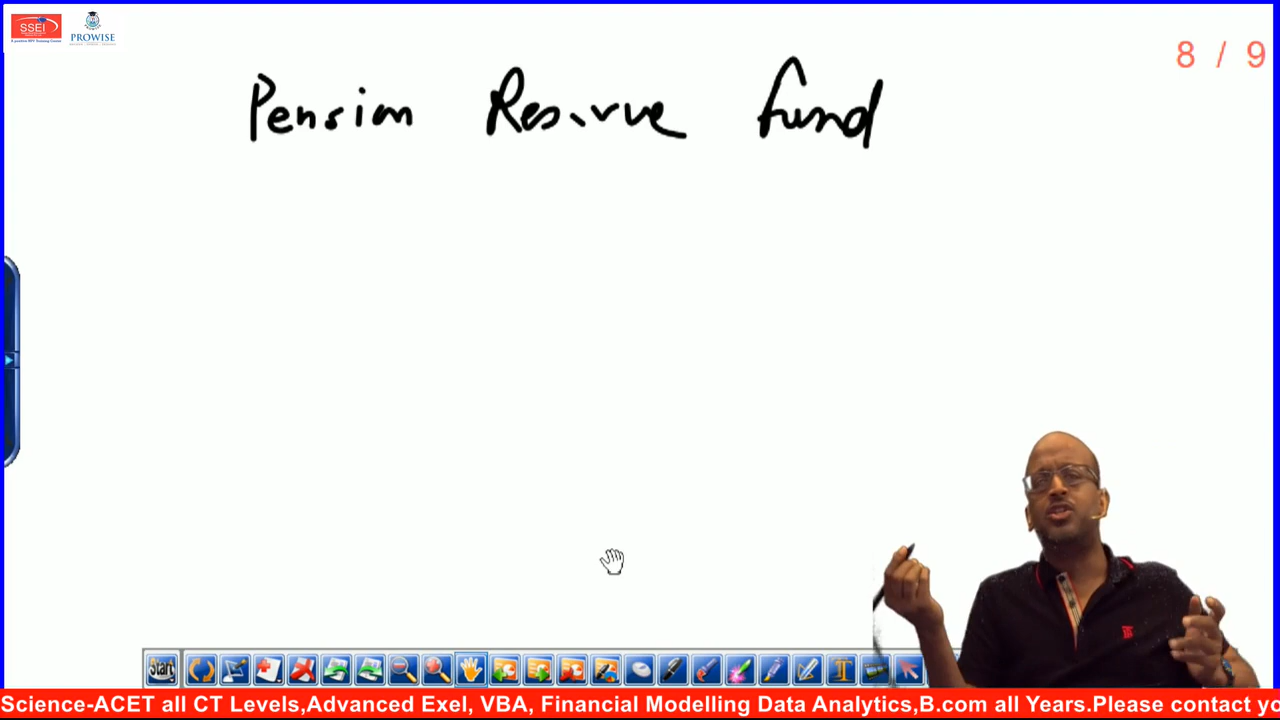 SSEI
PROWISE
8 / 9
Pension Reserve Fund
Start
T
Science-ACET all CT Levels,Advanced Exel, VBA, Financial Modelling Data Analytics,B.com all Years.Please contact yo